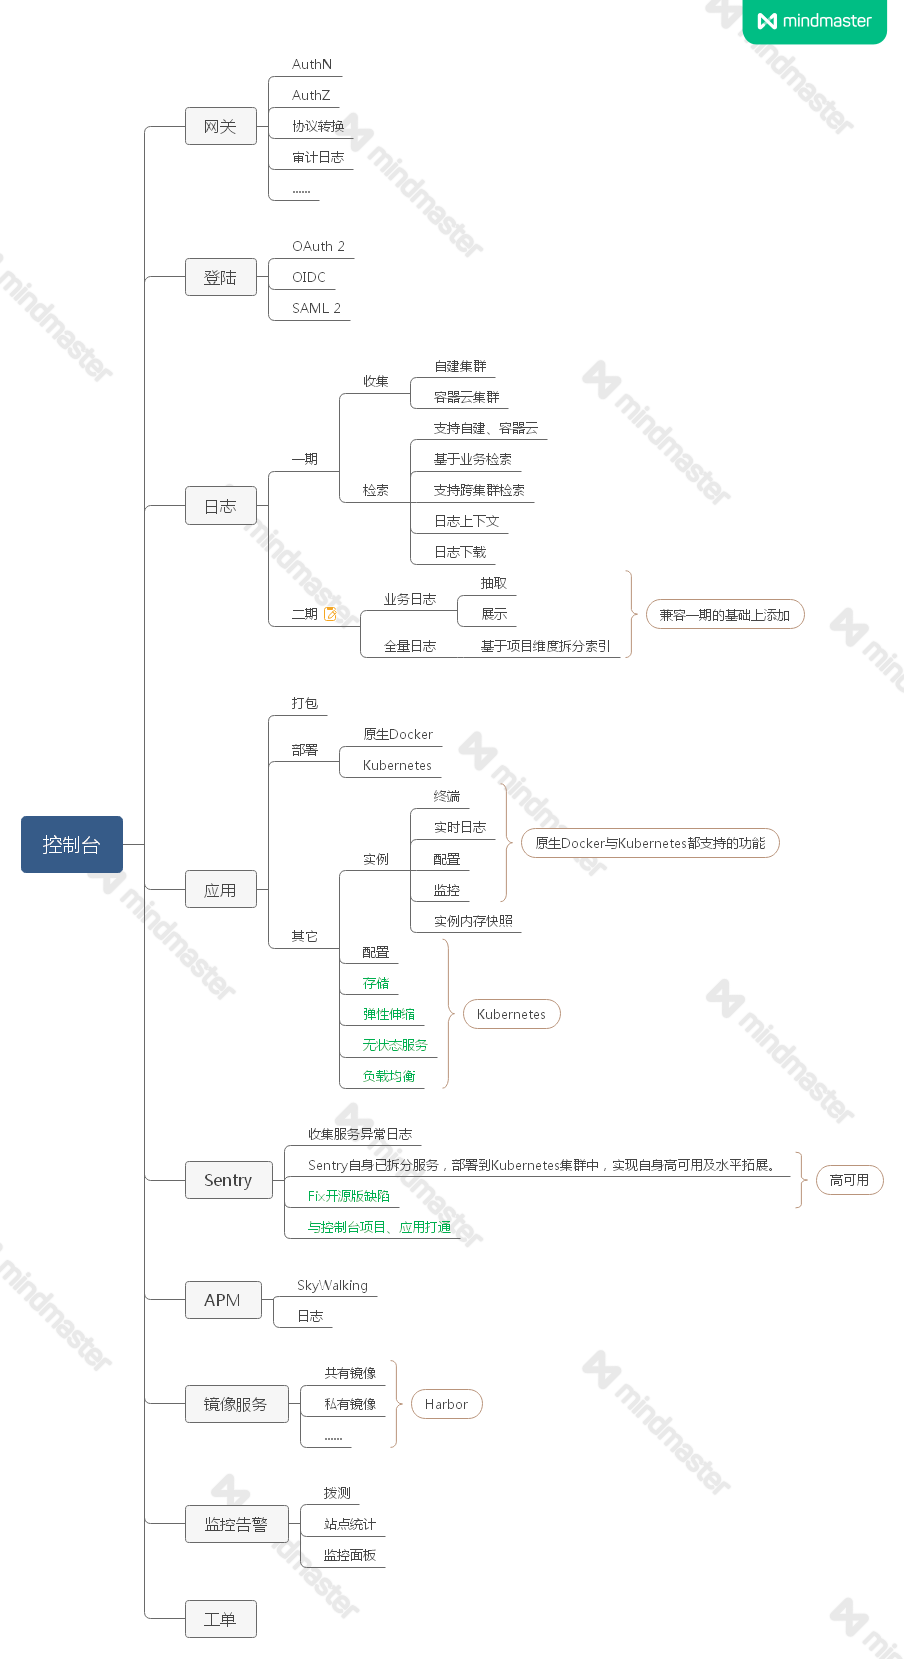 mindmaster
控制台
网关
AuthN
AuthZ
协议转换
审计日志
......
登陆
OAuth 2
OIDC
SAML 2
日志
一期
收集
自建集群
容器云集群
检索
支持自建、容器云
基于业务检索
支持跨集群检索
日志上下文
日志下载
二期
业务日志
抽取
展示
全量日志
基于项目维度拆分索引
兼容一期的基础上添加
应用
打包
部署
原生Docker
Kubernetes
其它
实例
终端
实时日志
配置
监控
实例内存快照
原生Docker与Kubernetes都支持的功能
配置
存储
弹性伸缩
无状态服务
负载均衡
Kubernetes
Sentry
收集服务异常日志
Sentry自身已拆分服务，部署到Kubernetes集群中，实现自身高可用及水平拓展。
Fix开源版缺陷
与控制台项目、应用打通
高可用
APM
SkyWalking
日志
镜像服务
共有镜像
私有镜像
......
Harbor
监控告警
拨测
站点统计
监控面板
工单
mindmaster
mindmaster
mindmaster
mindmaster
mindmaster
mindmaster
mindmaster
mindmaster
mindmaster
mindmaster
mindmaster
mindmaster
mindmaster